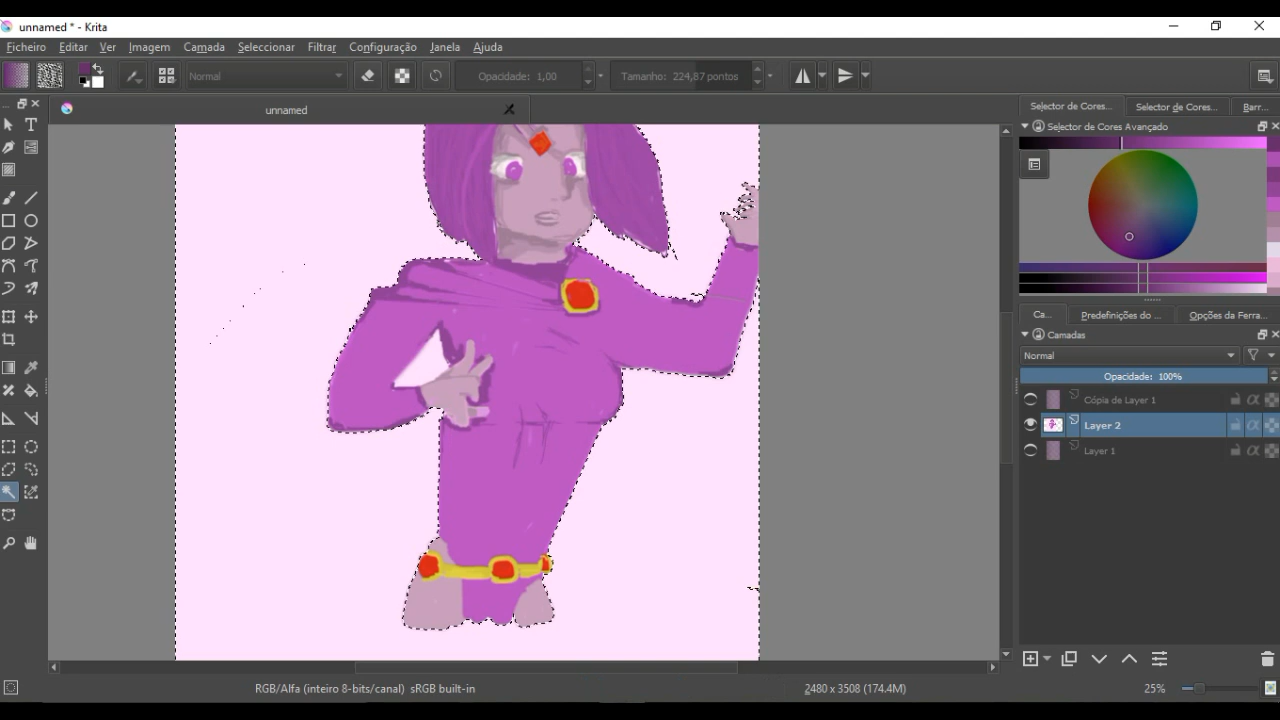 unnamed * - Krita
Ficheiro Editar Ver Imagem Camada Seleccionar Filtrar Configuração Janela Ajuda
Normal Opacidade: 1,00 Tamanho: 224,87 pontos
unnamed
Selector de Cores... Selector de Cores... Barr...
Selector de Cores Avançado
Ca... Predefinições do ... Opções da Ferra...
Camadas
Normal
Opacidade: 100%
Cópia de Layer 1
Layer 2
Layer 1
RGB/Alfa (inteiro 8-bits/canal) sRGB built-in 2480 x 3508 (174.4M) 25%